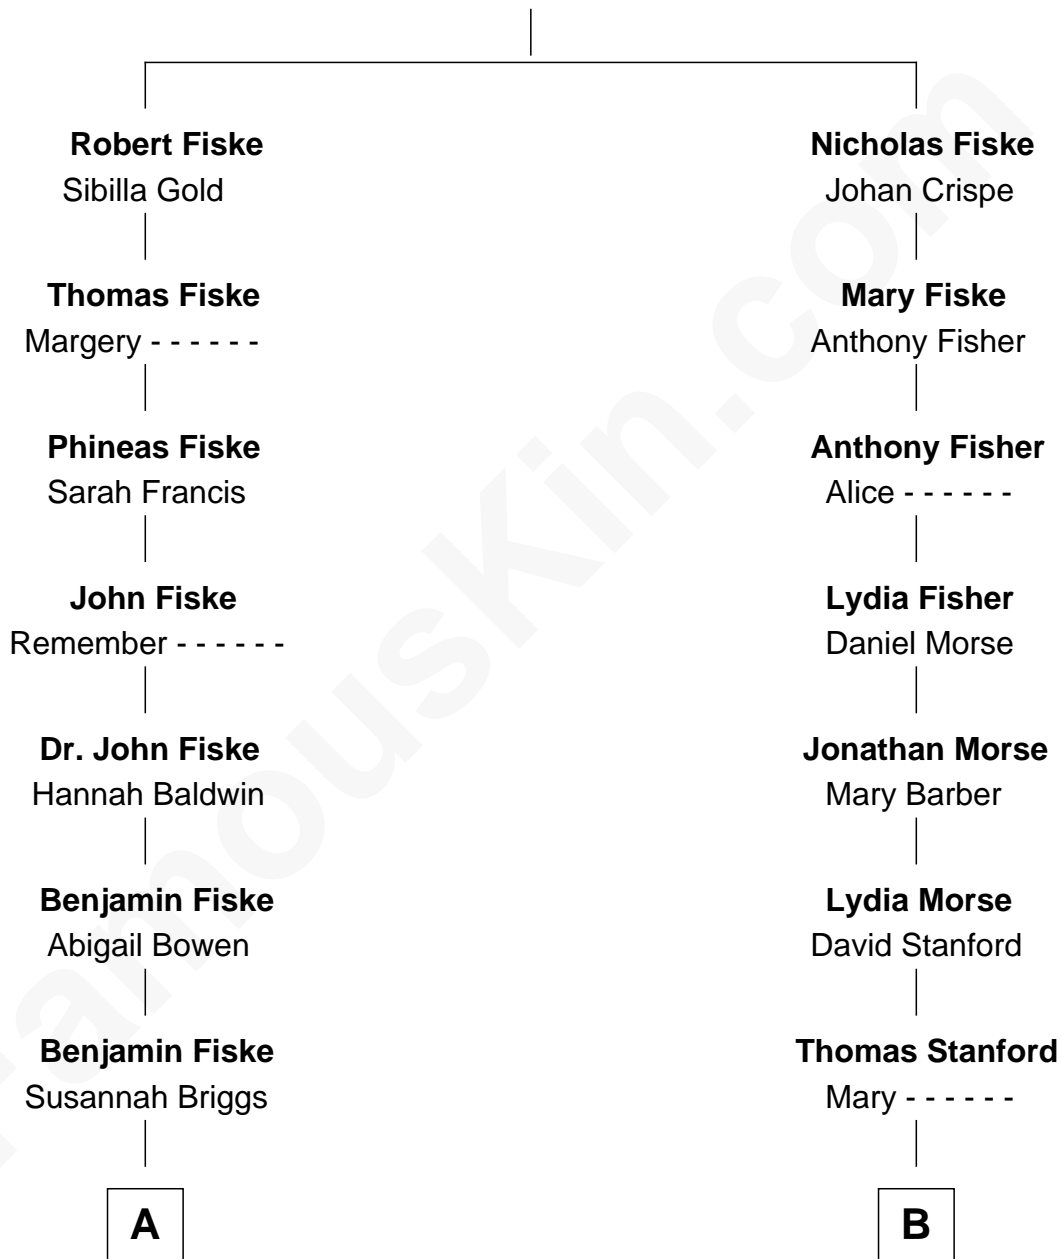 Robert Fiske
Sibilla Gold
Thomas Fiske
Margery - - - - - -
Phineas Fiske
Sarah Francis
John Fiske
Remember - - - - - -
Dr. John Fiske
Hannah Baldwin
Benjamin Fiske
Abigail Bowen
Benjamin Fiske
Susannah Briggs
A
Nicholas Fiske
Johan Crispe
Mary Fiske
Anthony Fisher
Anthony Fisher
Alice - - - - - -
Lydia Fisher
Daniel Morse
Jonathan Morse
Mary Barber
Lydia Morse
David Stanford
Thomas Stanford
Mary - - - - - -
B
FamousKin.com